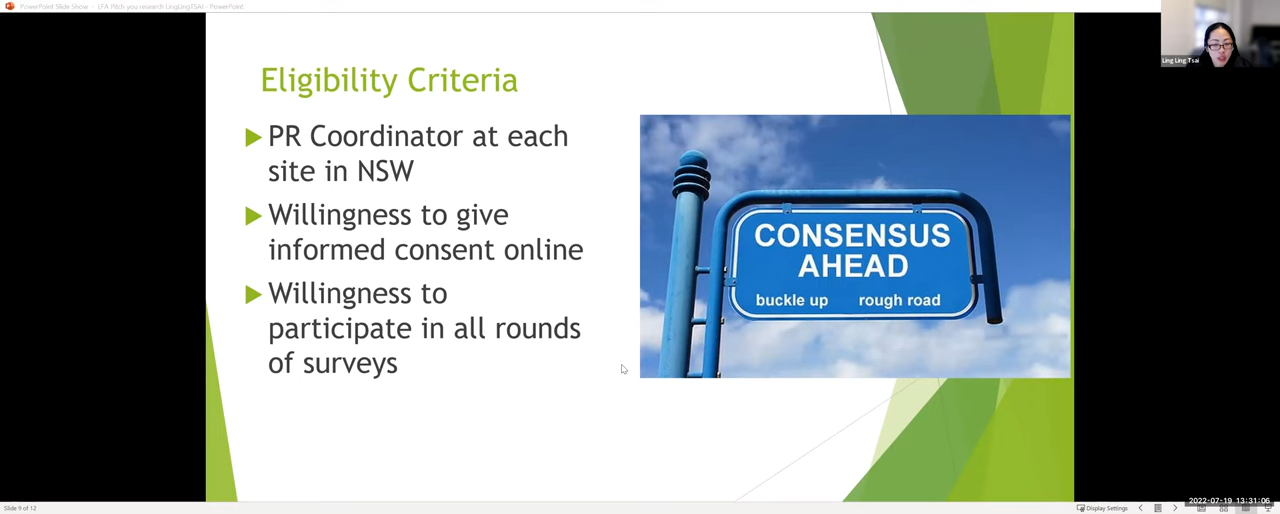 PowerPoint Slide Show - LFA Pitch you research LingLingTSAI - PowerPoint
Ling Ling Tsai
Eligibility Criteria
PR Coordinator at each
site in NSW
Willingness to give
informed consent online
Willingness to
participate in all rounds
of surveys
CONSENSUS
AHEAD
buckle up rough road
Slide 9 of 12
Display Settings
2022-07-19 13:31:06